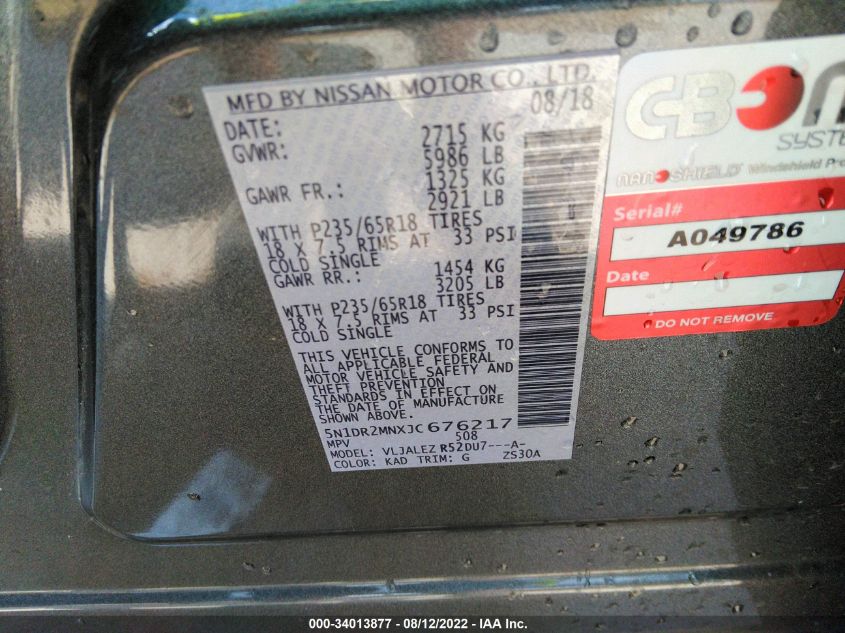 MFD BY NISSAN MOTOR CO., LTD.
DATE: 08/18
GVWR: 2715 KG
5986 LB
GAWR FR.: 1325 KG
2921 LB
WITH P235/65R18 TIRES
18 X 7.5 RIMS AT 33 PSI
COLD SINGLE
GAWR RR.: 1454 KG
3205 LB
WITH P235/65R18 TIRES
18 X 7.5 RIMS AT 33 PSI
COLD SINGLE
THIS VEHICLE CONFORMS TO
ALL APPLICABLE FEDERAL
MOTOR VEHICLE SAFETY AND
THEFT PREVENTION
STANDARDS IN EFFECT ON
THE DATE OF MANUFACTURE
SHOWN ABOVE.
5N1DR2MNXJC676217
MPV 508
MODEL: VLJALEZ R52DU7---A-
COLOR: KAD TRIM: G ZS30A
NANOSHIELD Windshield
Serial#
A049786
Date
DO NOT REMOVE
000-34013877 - 08/12/2022 - IAA Inc.